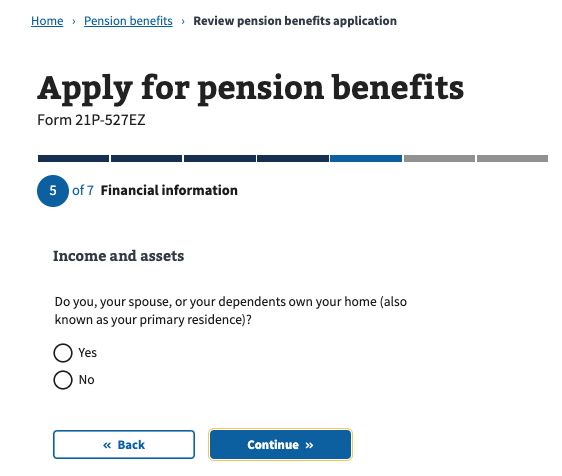 Home › Pension benefits › Review pension benefits application
Apply for pension benefits
Form 21P-527EZ
5 of 7 Financial information
Income and assets
Do you, your spouse, or your dependents own your home (also
known as your primary residence)?
Yes
No
« Back
Continue »